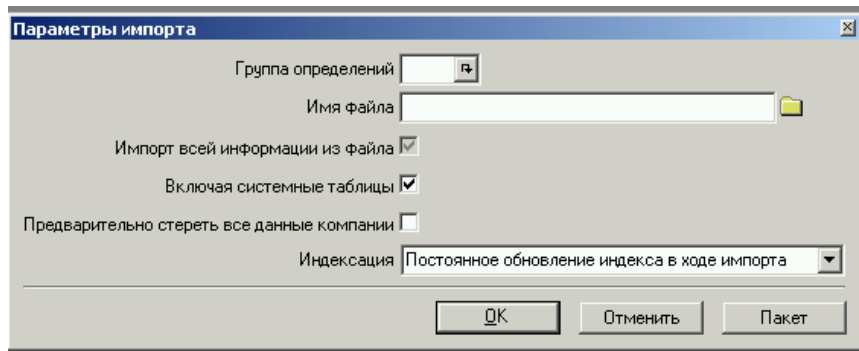 Параметры импорта
Группа определений
Имя файла
Импорт всей информации из файла
Включая системные таблицы
Предварительно стереть все данные компании
Индексация Постоянное обновление индекса в ходе импорта
OK Отменить Пакет